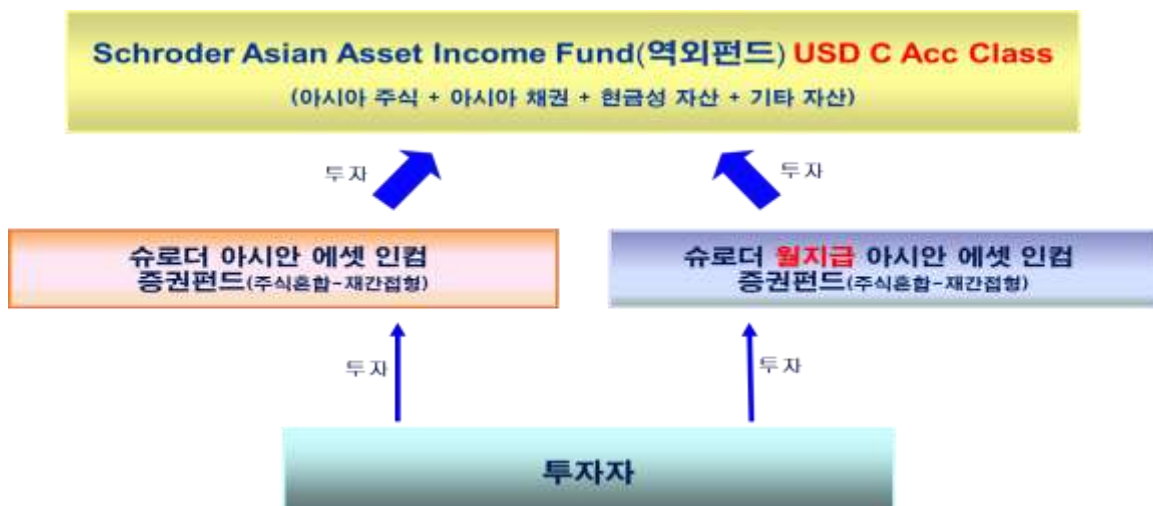 Schroder Asian Asset Income Fund(역외펀드) USD C Acc Class
(아시아 주식 + 아시아 채권 + 현금성 자산 + 기타 자산)
투자
투자
슈로더 아시안 에셋 인컴
증권펀드(주식혼합-재간접형)
슈로더 월지급 아시안 에셋 인컴
증권펀드(주식혼합-재간접형)
투자
투자
투자자